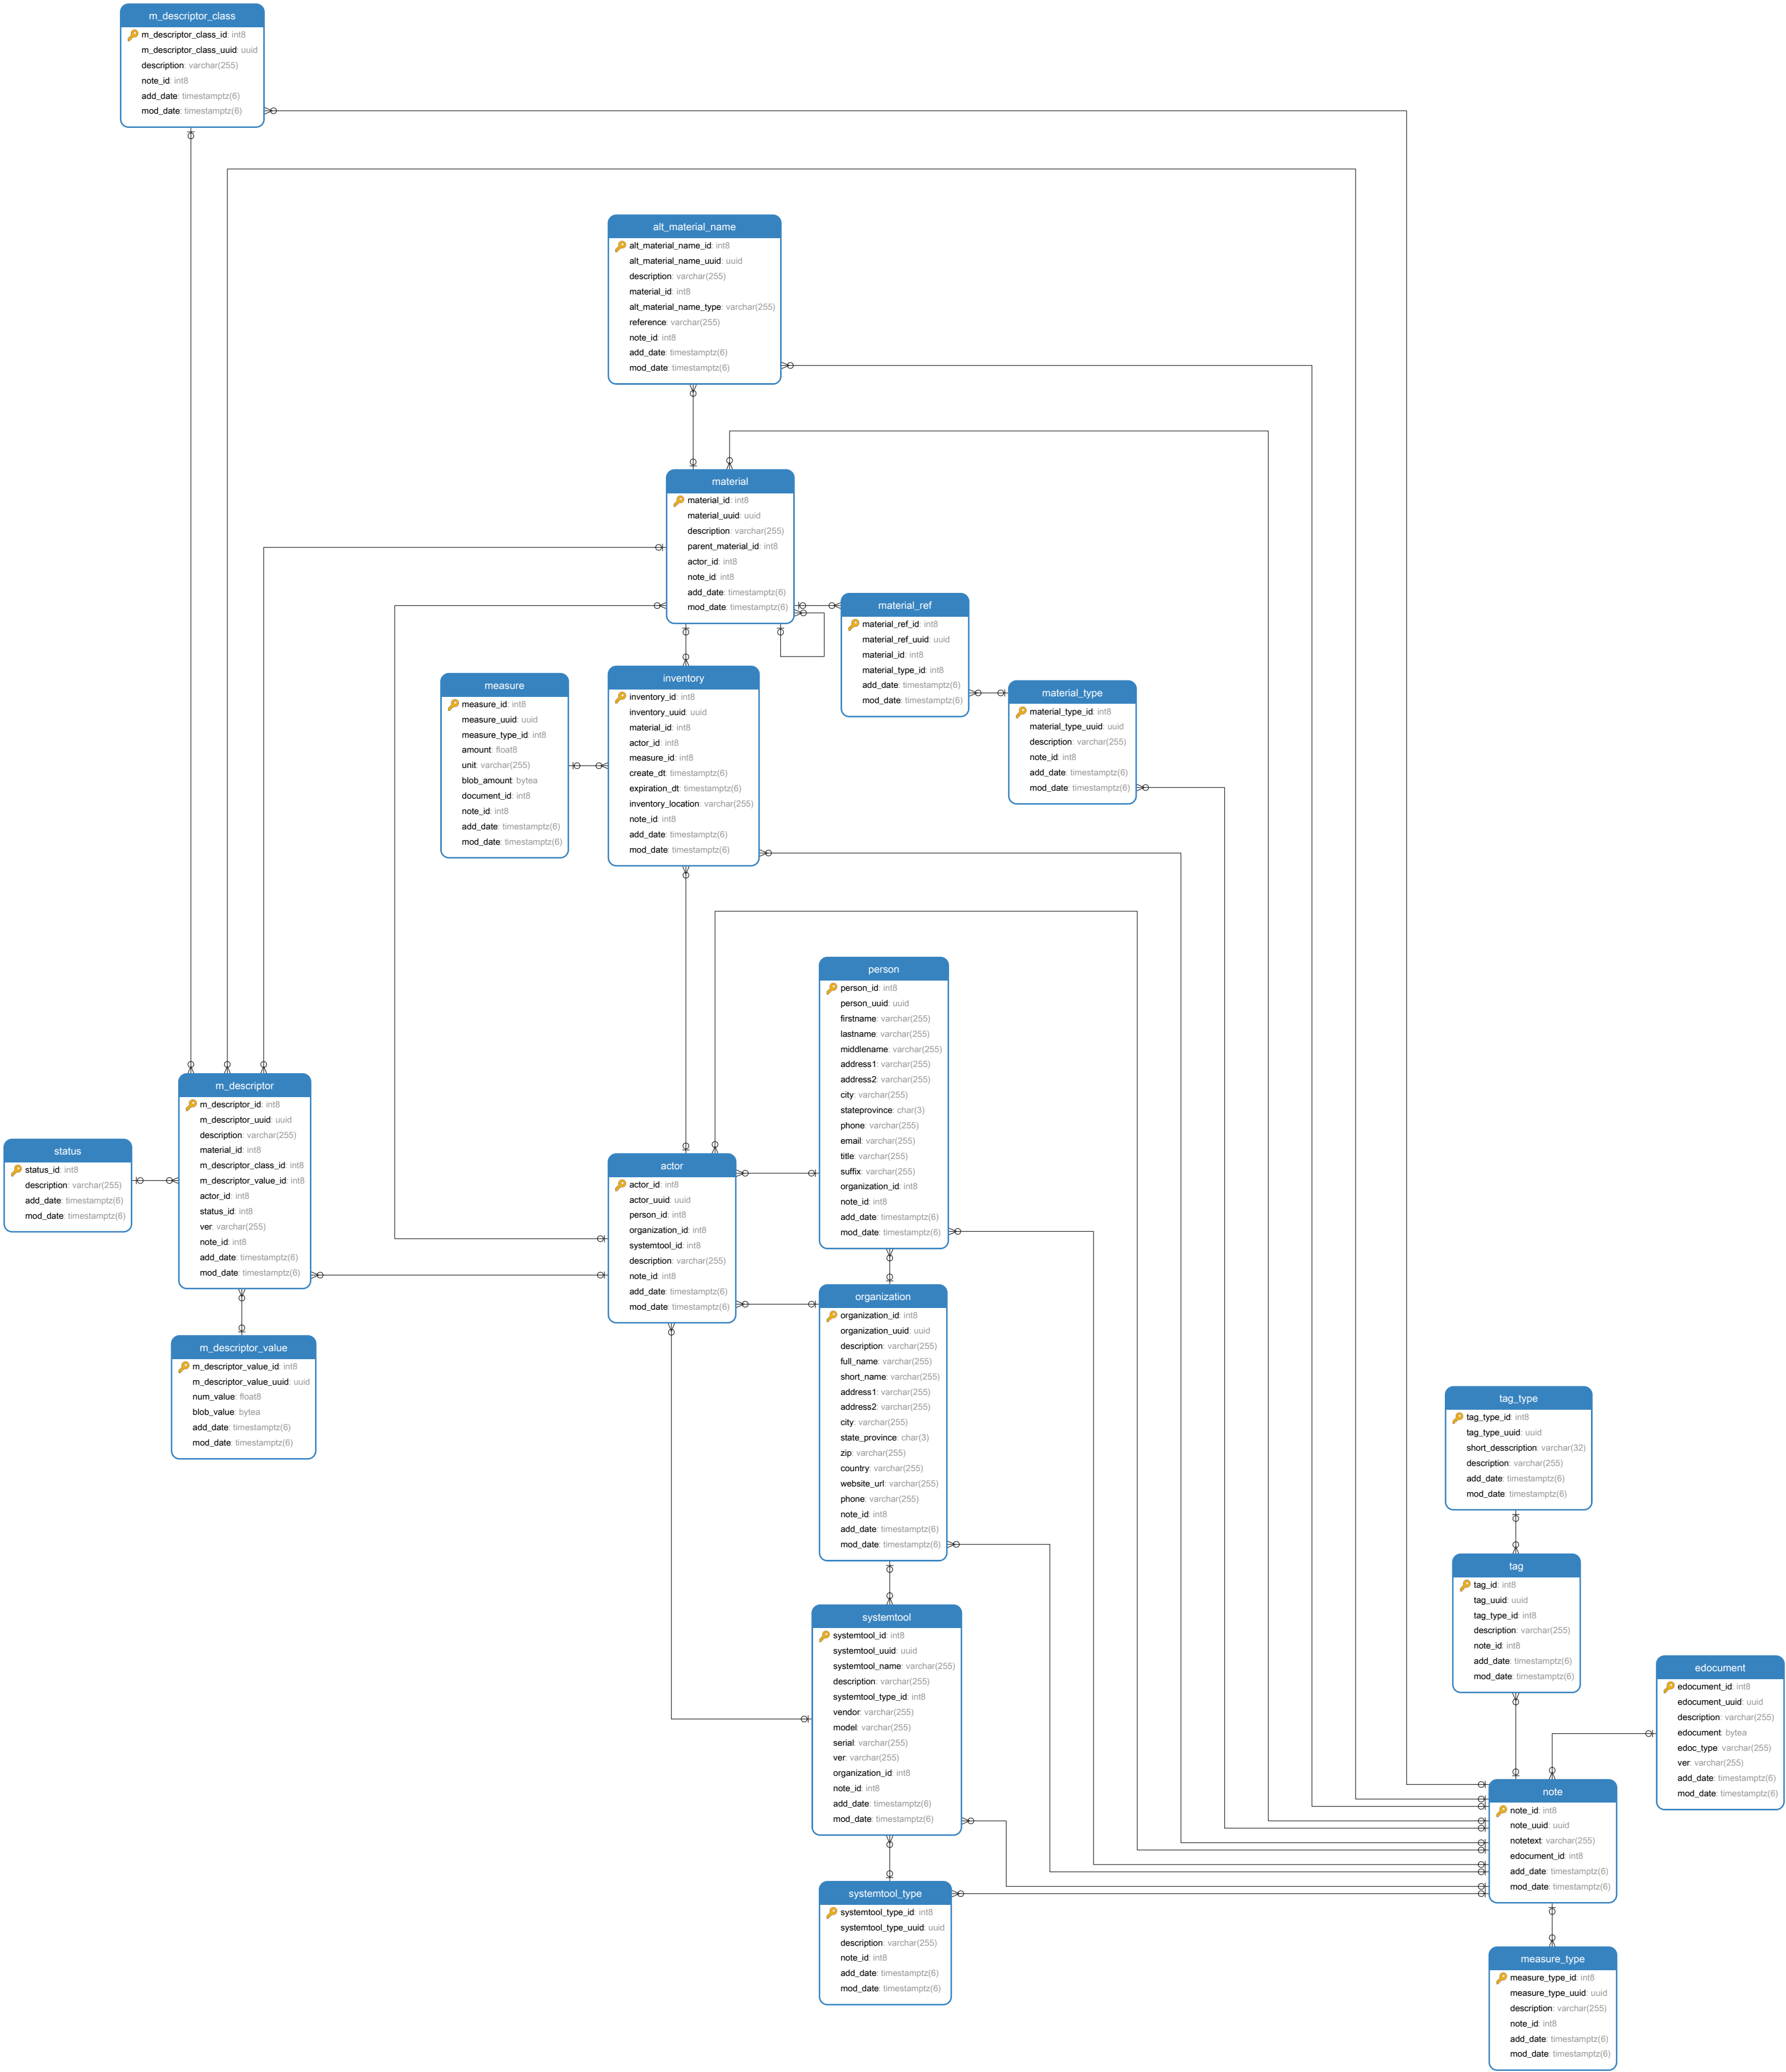 m_descriptor_class
m_descriptor_class_id: int8
m_descriptor_class_uuid: uuid
description: varchar(255)
note_id: int8
add_date: timestamptz(6)
mod_date: timestamptz(6)
alt_material_name
alt_material_name_id: int8
alt_material_name_uuid: uuid
description: varchar(255)
material_id: int8
alt_material_name_type: varchar(255)
reference: varchar(255)
note_id: int8
add_date: timestamptz(6)
mod_date: timestamptz(6)
material
material_id: int8
material_uuid: uuid
description: varchar(255)
parent_material_id: int8
actor_id: int8
note_id: int8
add_date: timestamptz(6)
mod_date: timestamptz(6)
material_ref
material_ref_id: int8
material_ref_uuid: uuid
material_id: int8
material_type_id: int8
add_date: timestamptz(6)
mod_date: timestamptz(6)
material_type
material_type_id: int8
material_type_uuid: uuid
description: varchar(255)
note_id: int8
add_date: timestamptz(6)
mod_date: timestamptz(6)
measure
measure_id: int8
measure_uuid: uuid
measure_type_id: int8
amount: float8
unit: varchar(255)
blob_amount: bytea
document_id: int8
note_id: int8
add_date: timestamptz(6)
mod_date: timestamptz(6)
inventory
inventory_id: int8
inventory_uuid: uuid
material_id: int8
actor_id: int8
measure_id: int8
create_dt: timestamptz(6)
expiration_dt: timestamptz(6)
inventory_location: varchar(255)
note_id: int8
add_date: timestamptz(6)
mod_date: timestamptz(6)
person
person_id: int8
person_uuid: uuid
firstname: varchar(255)
lastname: varchar(255)
middlename: varchar(255)
address1: varchar(255)
address2: varchar(255)
city: varchar(255)
stateprovince: char(3)
phone: varchar(255)
email: varchar(255)
title: varchar(255)
suffix: varchar(255)
organization_id: int8
note_id: int8
add_date: timestamptz(6)
mod_date: timestamptz(6)
m_descriptor
m_descriptor_id: int8
m_descriptor_uuid: uuid
description: varchar(255)
material_id: int8
m_descriptor_class_id: int8
m_descriptor_value_id: int8
actor_id: int8
status_id: int8
ver: varchar(255)
note_id: int8
add_date: timestamptz(6)
mod_date: timestamptz(6)
status
status_id: int8
description: varchar(255)
add_date: timestamptz(6)
mod_date: timestamptz(6)
actor
actor_id: int8
actor_uuid: uuid
person_id: int8
organization_id: int8
systemtool_id: int8
description: varchar(255)
note_id: int8
add_date: timestamptz(6)
mod_date: timestamptz(6)
organization
organization_id: int8
organization_uuid: uuid
description: varchar(255)
full_name: varchar(255)
short_name: varchar(255)
address1: varchar(255)
address2: varchar(255)
city: varchar(255)
state_province: char(3)
zip: varchar(255)
country: varchar(255)
website_url: varchar(255)
phone: varchar(255)
note_id: int8
add_date: timestamptz(6)
mod_date: timestamptz(6)
m_descriptor_value
m_descriptor_value_id: int8
m_descriptor_value_uuid: uuid
num_value: float8
blob_value: bytea
add_date: timestamptz(6)
mod_date: timestamptz(6)
tag_type
tag_type_id: int8
tag_type_uuid: uuid
short_desscription: varchar(32)
description: varchar(255)
add_date: timestamptz(6)
mod_date: timestamptz(6)
tag
tag_id: int8
tag_uuid: uuid
tag_type_id: int8
description: varchar(255)
note_id: int8
add_date: timestamptz(6)
mod_date: timestamptz(6)
systemtool
systemtool_id: int8
systemtool_uuid: uuid
systemtool_name: varchar(255)
description: varchar(255)
systemtool_type_id: int8
vendor: varchar(255)
model: varchar(255)
serial: varchar(255)
ver: varchar(255)
organization_id: int8
note_id: int8
add_date: timestamptz(6)
mod_date: timestamptz(6)
edocument
edocument_id: int8
edocument_uuid: uuid
description: varchar(255)
edocument: bytea
edoc_type: varchar(255)
ver: varchar(255)
add_date: timestamptz(6)
mod_date: timestamptz(6)
note
note_id: int8
note_uuid: uuid
notetext: varchar(255)
edocument_id: int8
add_date: timestamptz(6)
mod_date: timestamptz(6)
systemtool_type
systemtool_type_id: int8
systemtool_type_uuid: uuid
description: varchar(255)
note_id: int8
add_date: timestamptz(6)
mod_date: timestamptz(6)
measure_type
measure_type_id: int8
measure_type_uuid: uuid
description: varchar(255)
note_id: int8
add_date: timestamptz(6)
mod_date: timestamptz(6)